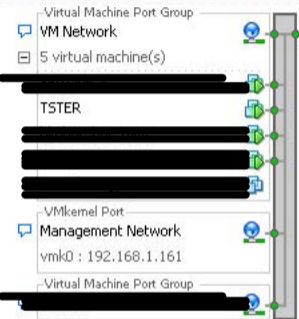 Virtual Machine Port Group
VM Network
5 virtual machine(s)
TSTER
VMkernel Port
Management Network
vmk0 : 192.168.1.161
Virtual Machine Port Group